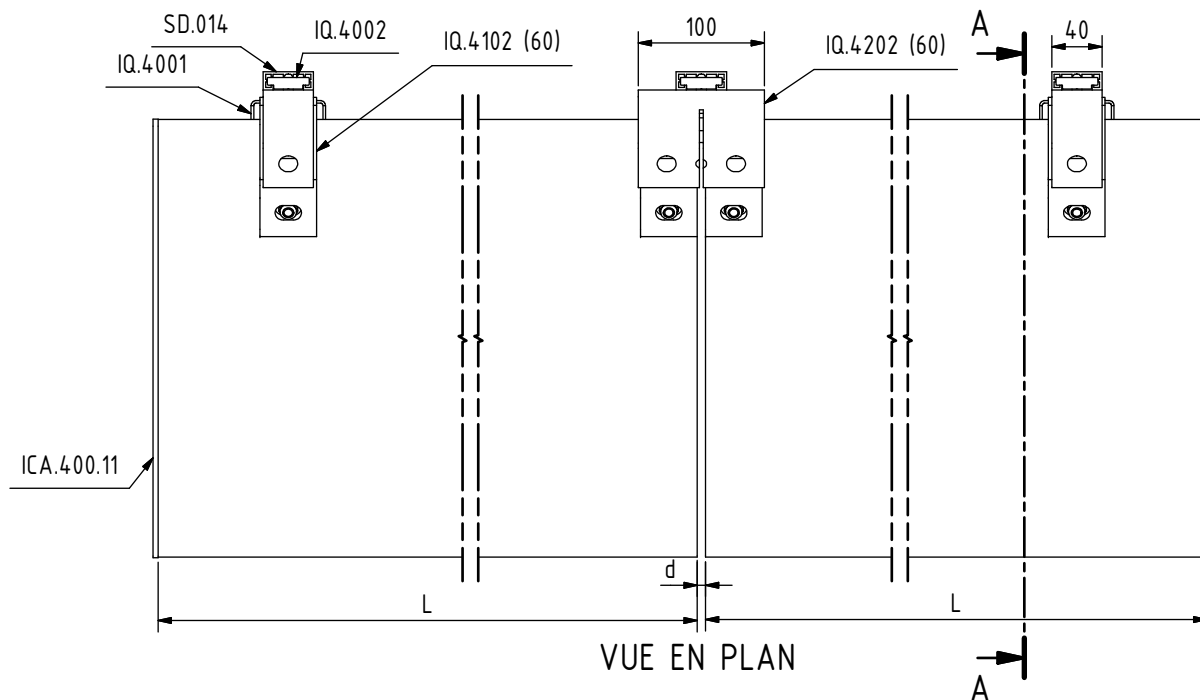 SD.014
IQ.4002
IQ.4001
IQ.4102 (60)
100
IQ.4202 (60)
A
40
ICA.400.11
d
L
L
VUE EN PLAN
A